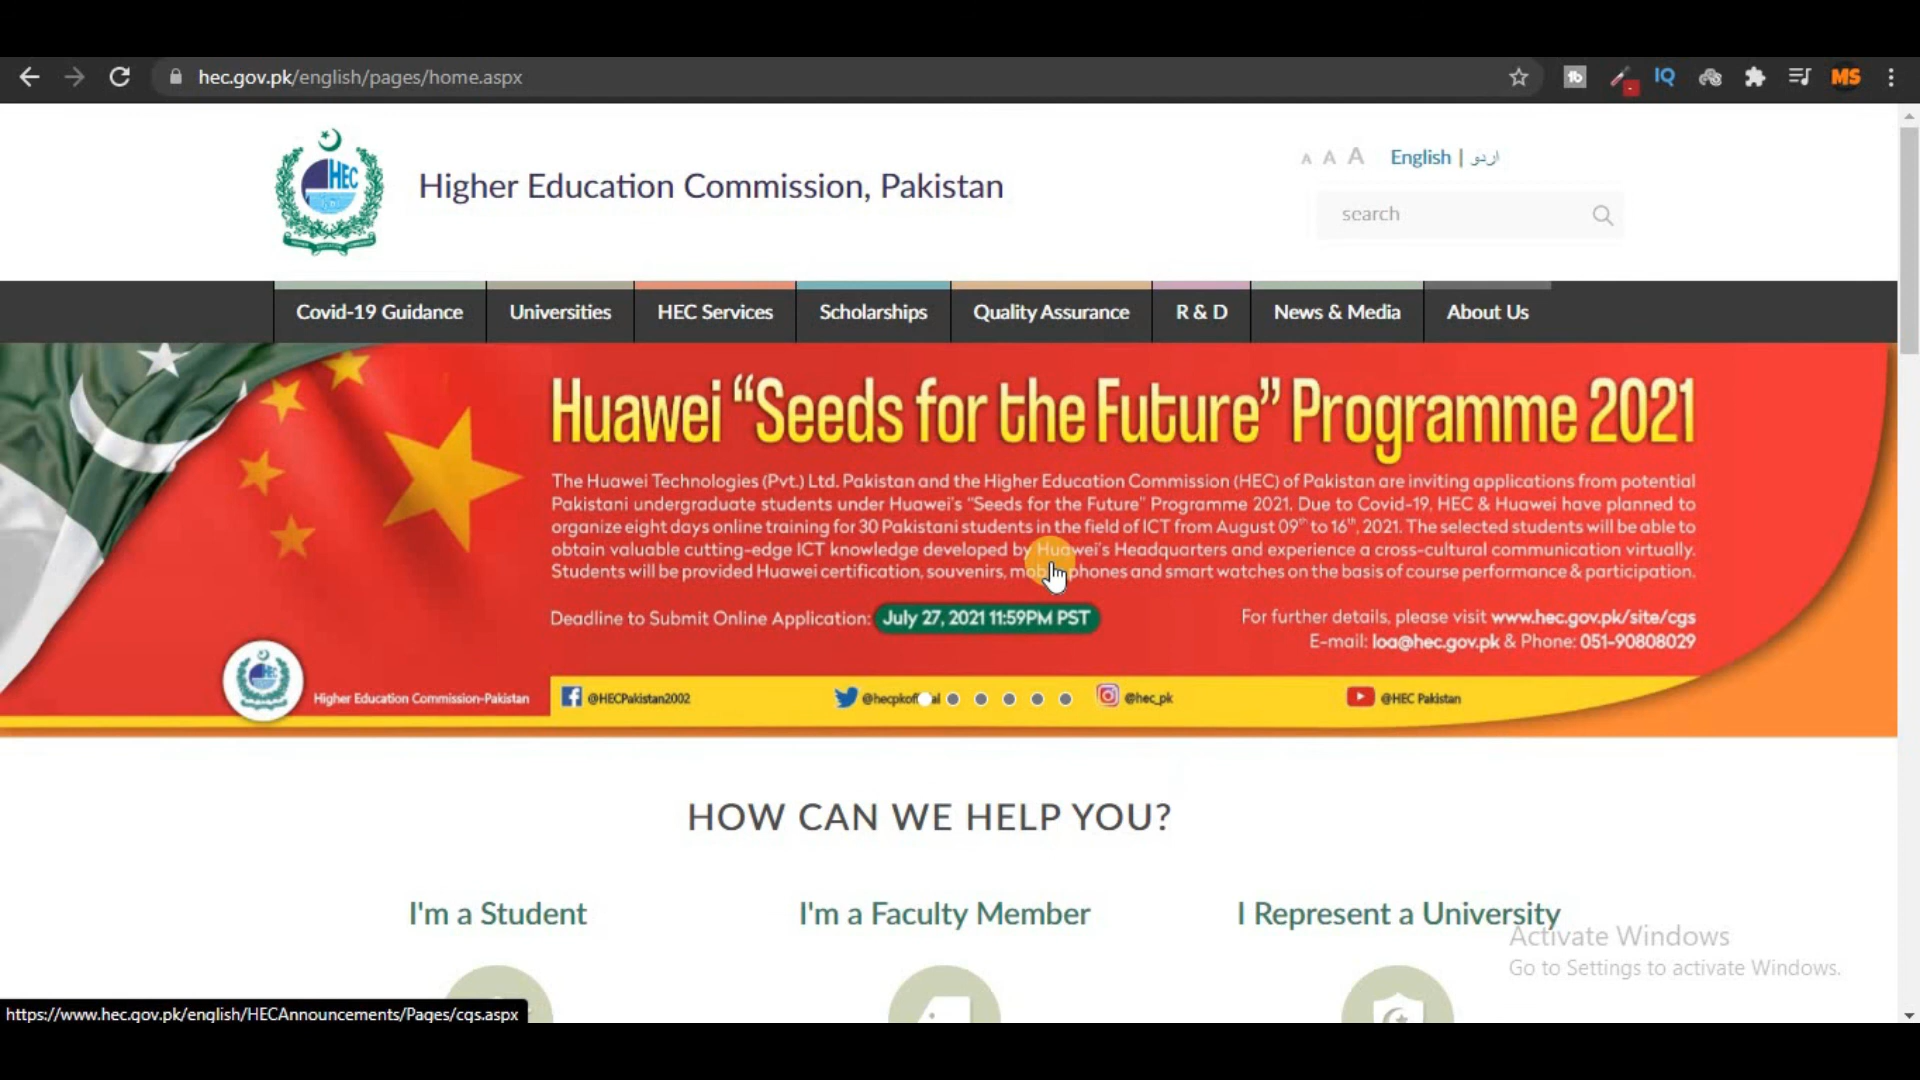 hec.gov.pk/english/pages/home.aspx
tb
IQ
MS
HEC
Higher Education Commission, Pakistan
A A A English | اردو
search
Covid-19 Guidance Universities HEC Services Scholarships Quality Assurance R & D News & Media About Us
Huawei “Seeds for the Future” Programme 2021
The Huawei Technologies (Pvt.) Ltd. Pakistan and the Higher Education Commission (HEC) of Pakistan are inviting applications from potential
Pakistani undergraduate students under Huawei's "Seeds for the Future" Programme 2021. Due to Covid-19, HEC & Huawei have planned to
organize eight days online training for 30 Pakistani students in the field of ICT from August 09th to 16th, 2021. The selected students will be able to
obtain valuable cutting-edge ICT knowledge developed by Huawei's Headquarters and experience a cross-cultural communication virtually.
Students will be provided Huawei certification, souvenirs, mobile phones and smart watches on the basis of course performance & participation.
Deadline to Submit Online Application: July 27, 2021 11:59PM PST
For further details, please visit www.hec.gov.pk/site/cgs
E-mail: loa@hec.gov.pk & Phone: 051-90808029
Higher Education Commission-Pakistan @HECPakistan2002 @hecpkofficial @hec_pk @HEC Pakistan
HOW CAN WE HELP YOU?
I'm a Student I'm a Faculty Member I Represent a University
Activate Windows
Go to Settings to activate Windows.
https://www.hec.gov.pk/english/HECAnnouncements/Pages/cgs.aspx